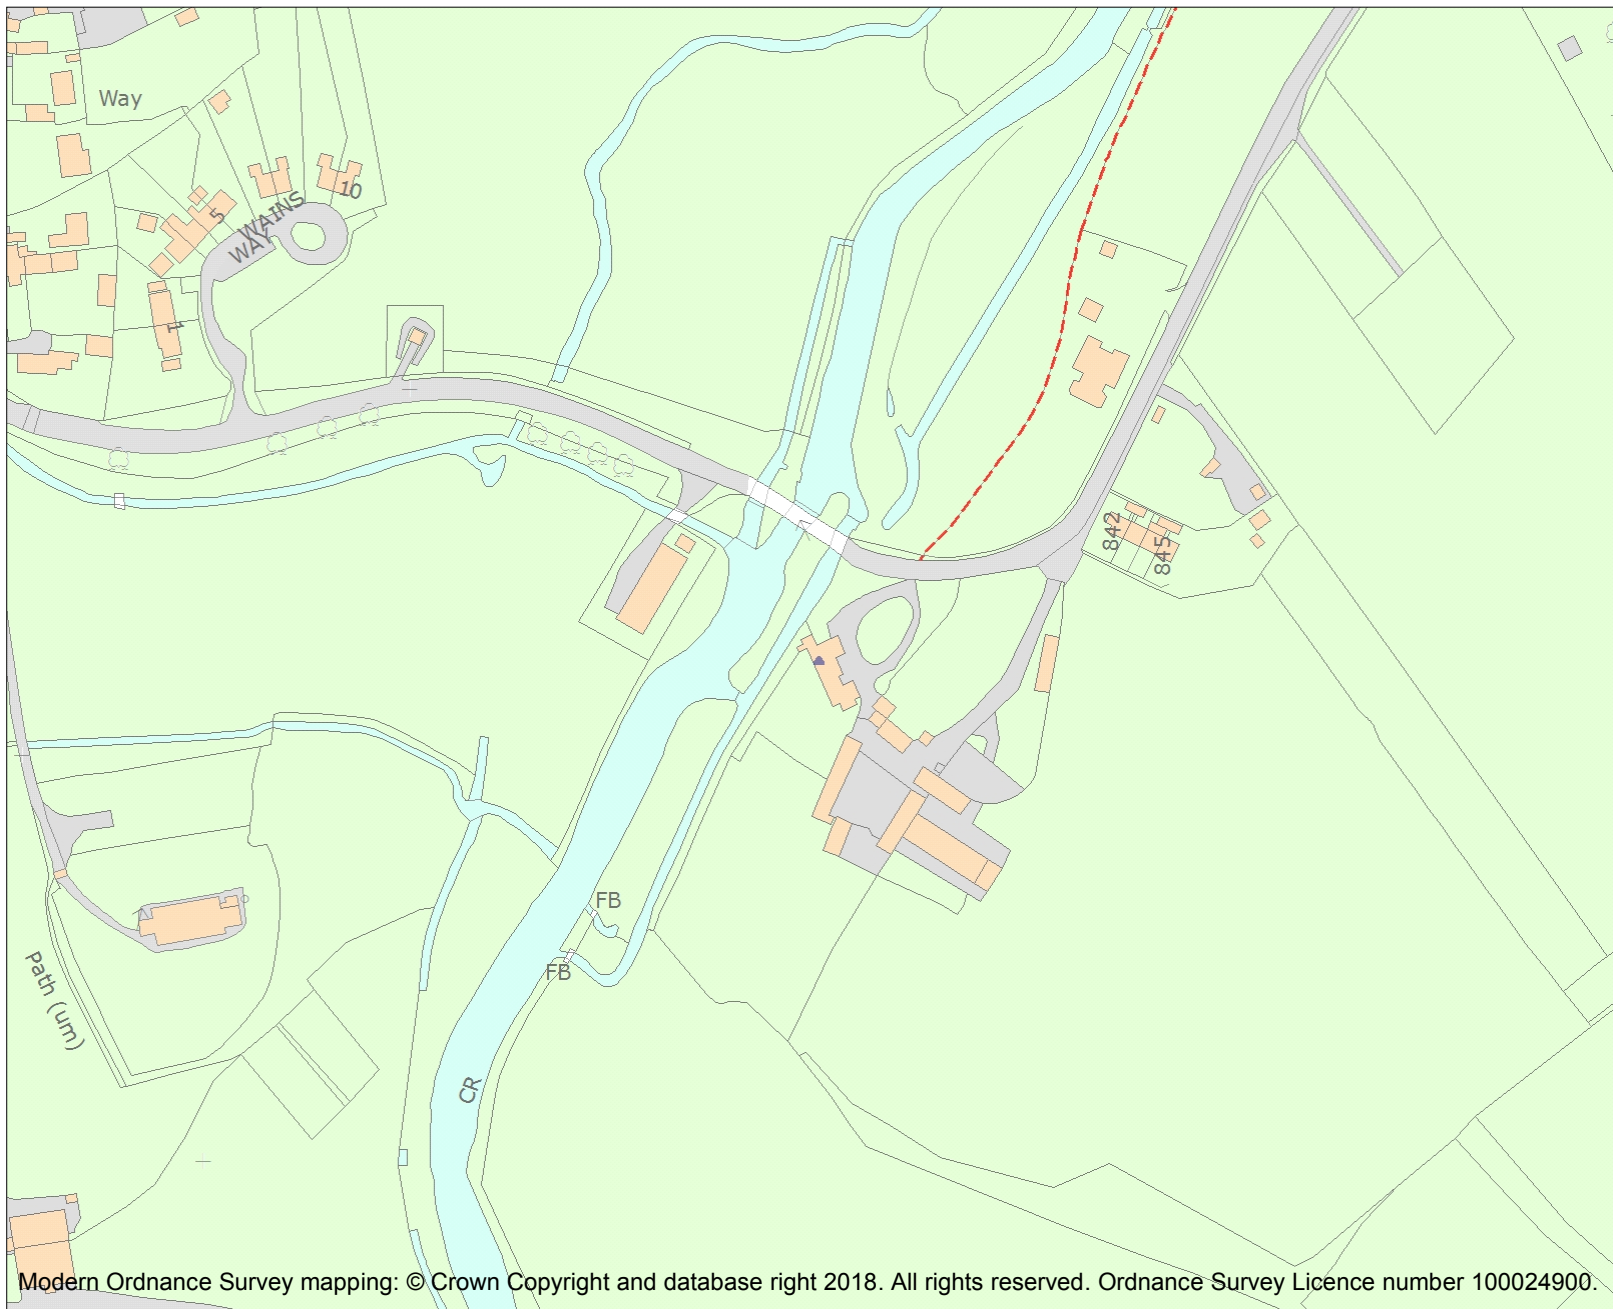 Way
10
5
WAINS
WAY
1
842
845
FB
FB
Path (um)
CR
Modern Ordnance Survey mapping: © Crown Copyright and database right 2018. All rights reserved. Ordnance Survey Licence number 100024900.